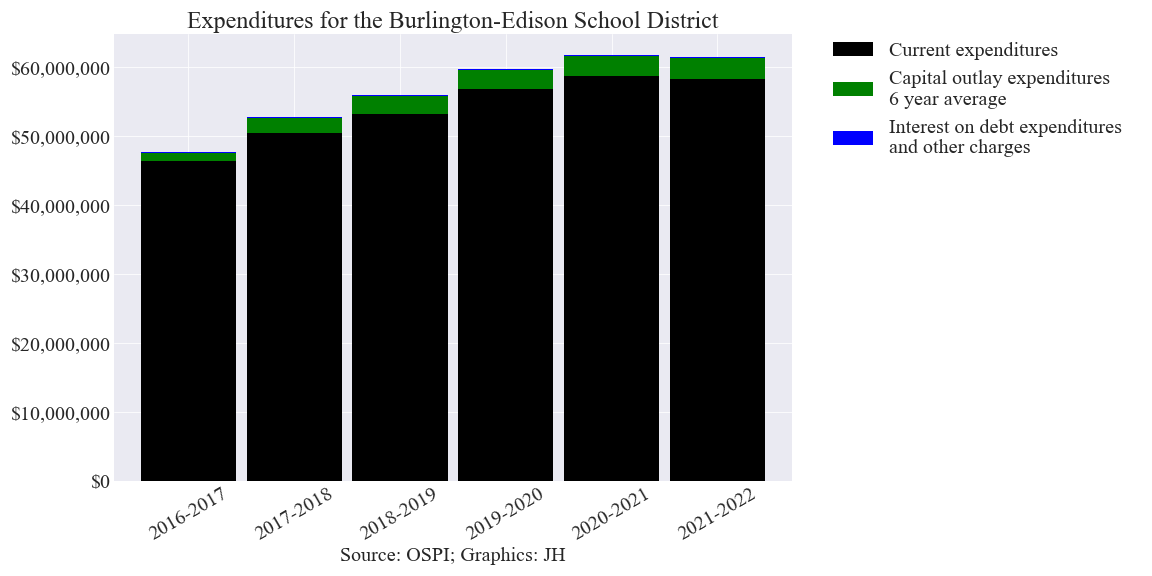 Expenditures for the Burlington-Edison School District
Current expenditures
Capital outlay expenditures
6 year average
Interest on debt expenditures
and other charges
$60,000,000
$50,000,000
$40,000,000
$30,000,000
$20,000,000
$10,000,000
$0
2016-2017
2017-2018
2018-2019
2019-2020
2020-2021
2021-2022
Source: OSPI; Graphics: JH